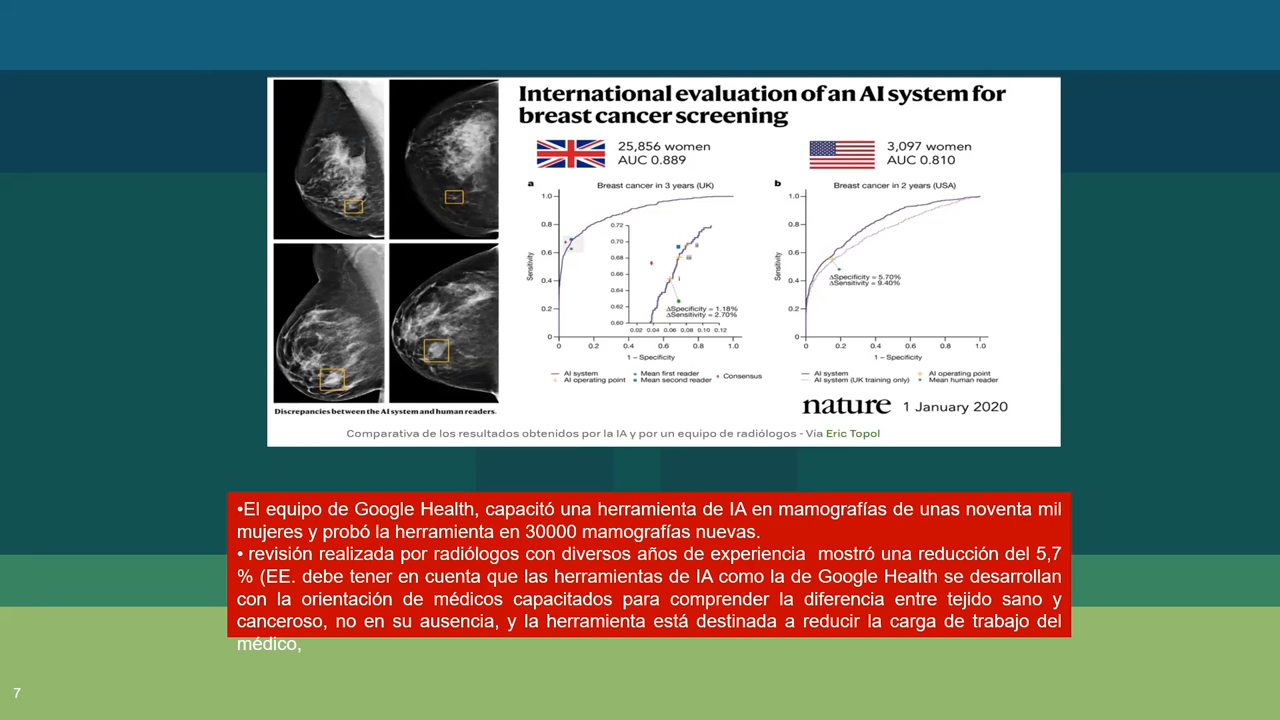 International evaluation of an AI system for
breast cancer screening
25,856 women
AUC 0.889
3,097 women
AUC 0.810
a
Breast cancer in 3 years (UK)
1.0
0.8
0.6
0.4
0.2
0
Sensitivity
0.72
0.70
0.68
0.66
0.64
0.62
0.60
ii
iii
i
ΔSpecificity = 1.18%
ΔSensitivity = 2.70%
0.02 0.04 0.06 0.08 0.10 0.12
0 0.2 0.4 0.6 0.8 1.0
1 – Specificity
AI system
AI operating point
Mean first reader
Mean second reader
Consensus
b
Breast cancer in 2 years (USA)
1.0
0.8
0.6
0.4
0.2
0
Sensitivity
ΔSpecificity = 5.70%
ΔSensitivity = 9.40%
0 0.2 0.4 0.6 0.8 1.0
1 – Specificity
AI system
AI system (UK training only)
AI operating point
Mean human reader
Discrepancies between the AI system and human readers.
nature 1 January 2020
Comparativa de los resultados obtenidos por la IA y por un equipo de radiólogos - Vía Eric Topol
•El equipo de Google Health, capacitó una herramienta de IA en mamografías de unas noventa mil
mujeres y probó la herramienta en 30000 mamografías nuevas.
• revisión realizada por radiólogos con diversos años de experiencia mostró una reducción del 5,7
% (EE. debe tener en cuenta que las herramientas de IA como la de Google Health se desarrollan
con la orientación de médicos capacitados para comprender la diferencia entre tejido sano y
canceroso, no en su ausencia, y la herramienta está destinada a reducir la carga de trabajo del
médico,
7